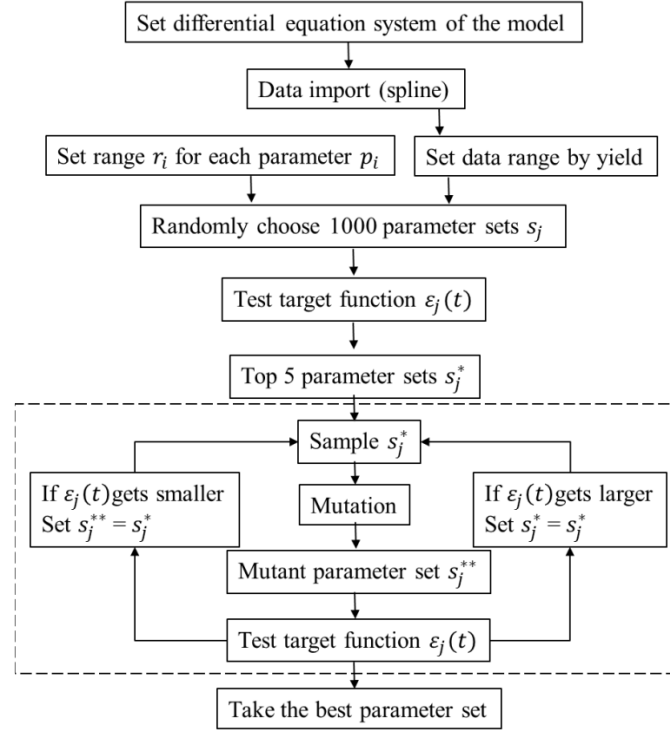 Set differential equation system of the model
Data import (spline)
Set range r_i for each parameter p_i
Set data range by yield
Randomly choose 1000 parameter sets s_j
Test target function ε_j(t)
Top 5 parameter sets s_j^*
Sample s_j^*
If ε_j(t)gets smaller
Set s_j^{**} = s_j^*
If ε_j(t)gets larger
Set s_j^* = s_j^*
Mutation
Mutant parameter set s_j^{**}
Test target function ε_j(t)
Take the best parameter set